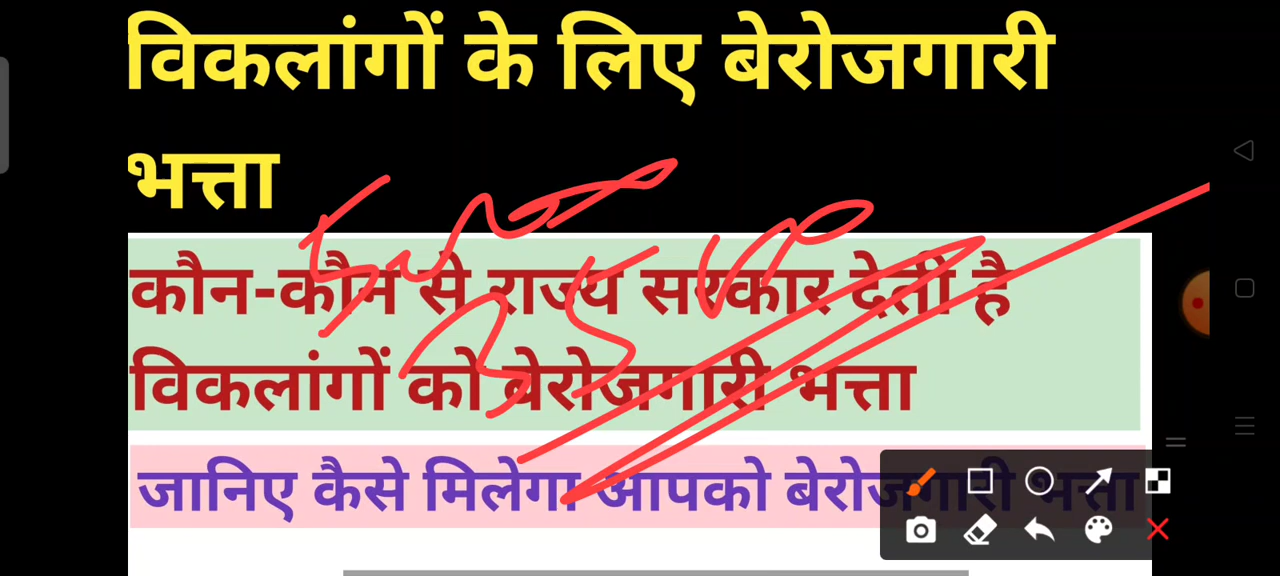 विकलांगों के लिए बेरोजगारी
भत्ता
कौन-कौन से राज्य सरकार देती है
विकलांगों को बेरोजगारी भत्ता
जानिए कैसे मिलेगा आपको बेरोजगारी भत्ता